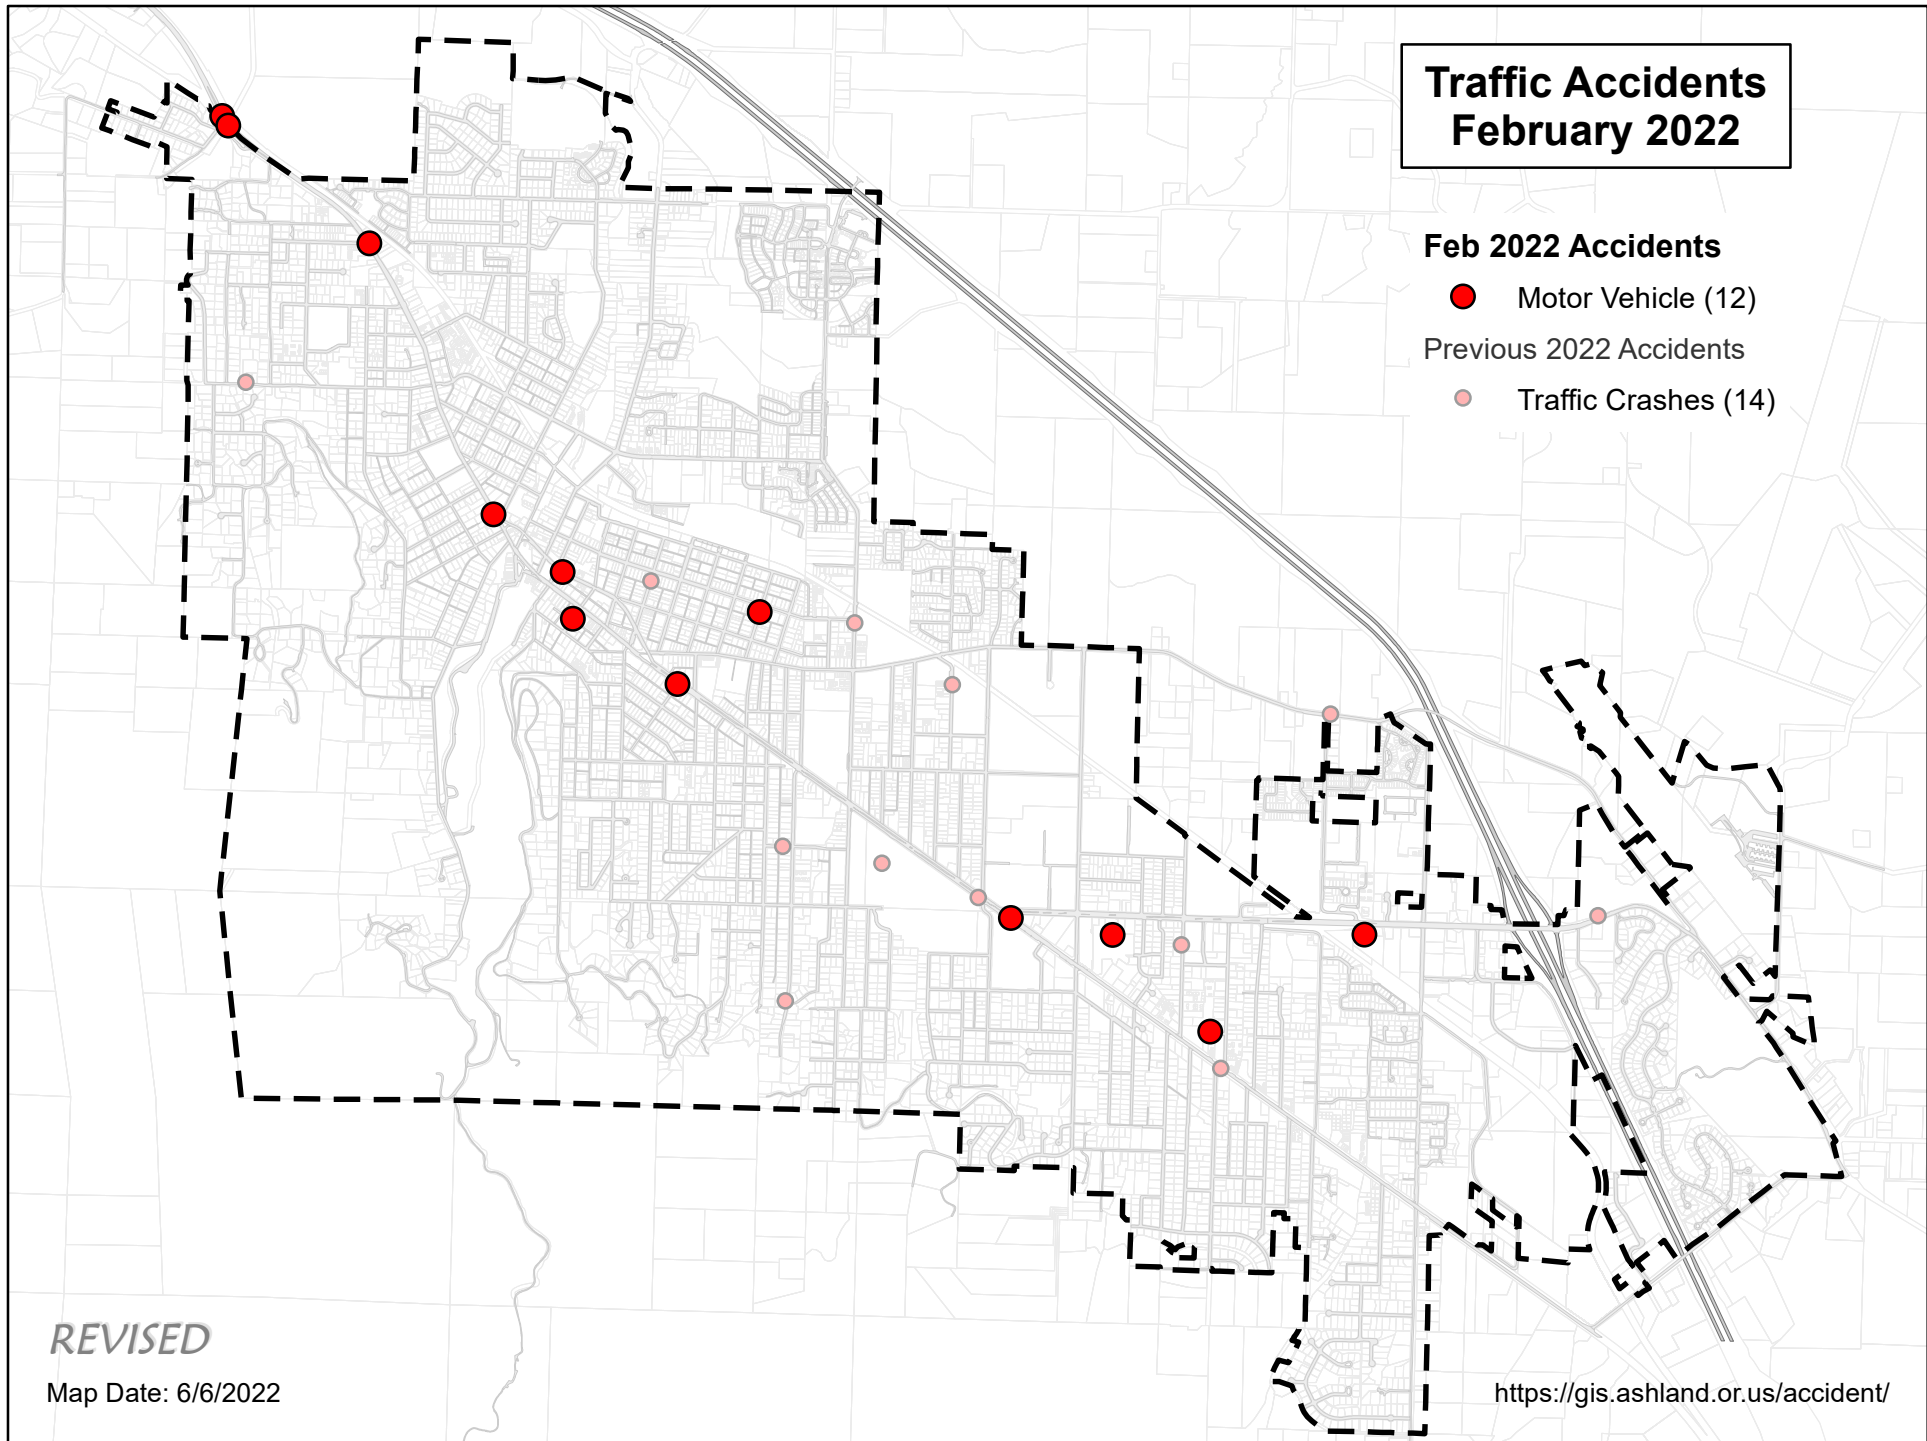 Traffic Accidents
February 2022
Feb 2022 Accidents
Motor Vehicle (12)
Previous 2022 Accidents
Traffic Crashes (14)
REVISED
Map Date: 6/6/2022
https://gis.ashland.or.us/accident/